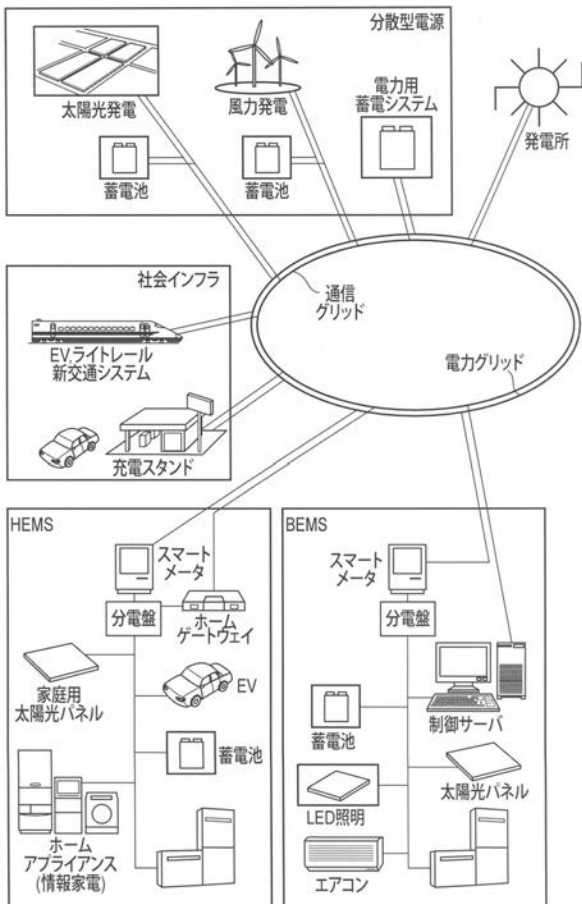 分散型電源
太陽光発電
風力発電
電力用
蓄電システム
発電所
蓄電池
蓄電池
通信
グリッド
電力グリッド
社会インフラ
EV,ライトレール
新交通システム
充電スタンド
HEMS
スマート
メータ
分電盤
ホーム
ゲートウェイ
家庭用
太陽光パネル
EV
蓄電池
ホーム
アプライアンス
(情報家電)
BEMS
スマート
メータ
分電盤
制御サーバ
蓄電池
太陽光パネル
LED照明
エアコン